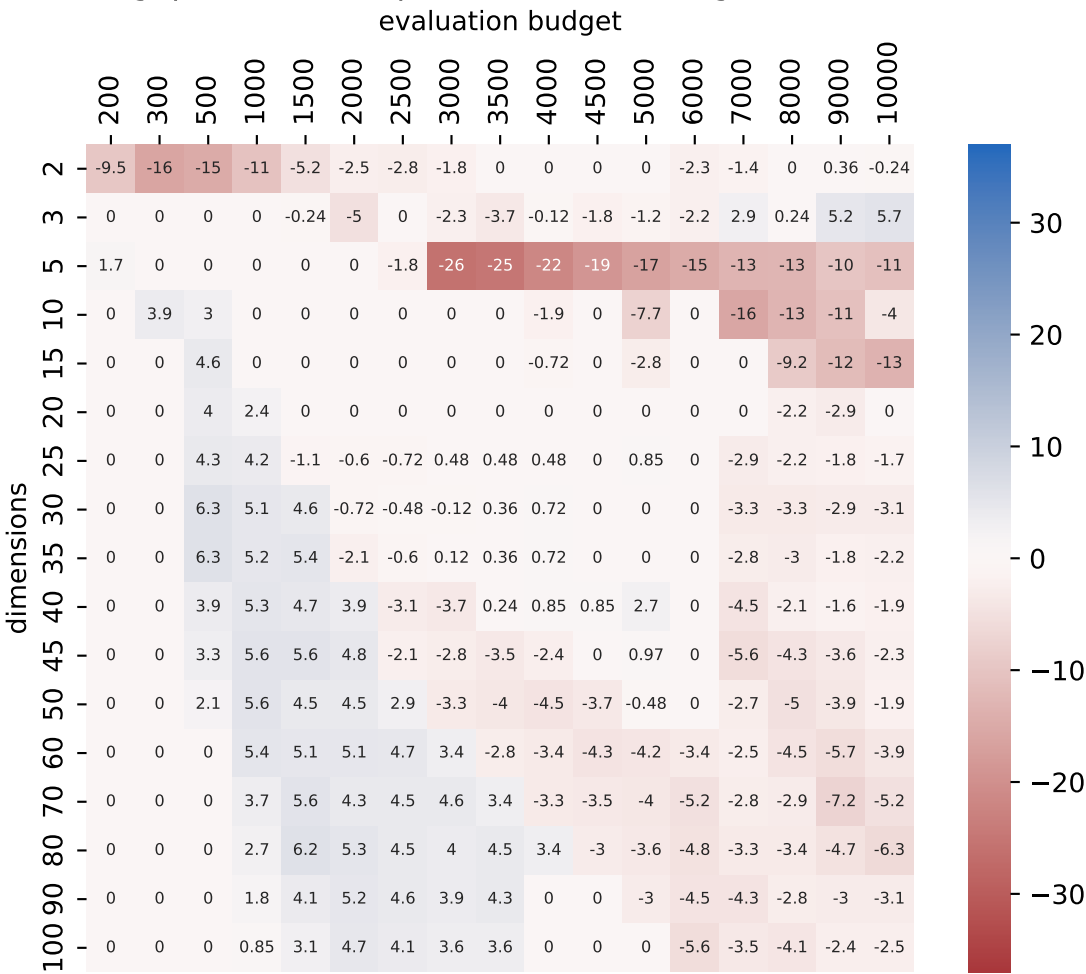 evaluation budget
200 300 500 1000 1500 2000 2500 3000 3500 4000 4500 5000 6000 7000 8000 9000 10000
2 -9.5 -16 -15 -11 -5.2 -2.5 -2.8 -1.8 0 0 0 0 -2.3 -1.4 0 0.36 -0.24
3 0 0 0 0 -0.24 -5 0 -2.3 -3.7 -0.12 -1.8 -1.2 -2.2 2.9 0.24 5.2 5.7
5 1.7 0 0 0 0 0 -1.8 -26 -25 -22 -19 -17 -15 -13 -13 -10 -11
10 0 3.9 3 0 0 0 0 0 0 -1.9 0 -7.7 0 -16 -13 -11 -4
15 0 0 4.6 0 0 0 0 0 0 -0.72 0 -2.8 0 0 -9.2 -12 -13
20 0 0 4 2.4 0 0 0 0 0 0 0 0 0 0 -2.2 -2.9 0
25 0 0 4.3 4.2 -1.1 -0.6 -0.72 0.48 0.48 0.48 0 0.85 0 -2.9 -2.2 -1.8 -1.7
30 0 0 6.3 5.1 4.6 -0.72 -0.48 -0.12 0.36 0.72 0 0 0 -3.3 -3.3 -2.9 -3.1
35 0 0 6.3 5.2 5.4 -2.1 -0.6 0.12 0.36 0.72 0 0 0 -2.8 -3 -1.8 -2.2
40 0 0 3.9 5.3 4.7 3.9 -3.1 -3.7 0.24 0.85 0.85 2.7 0 -4.5 -2.1 -1.6 -1.9
45 0 0 3.3 5.6 5.6 4.8 -2.1 -2.8 -3.5 -2.4 0 0.97 0 -5.6 -4.3 -3.6 -2.3
50 0 0 2.1 5.6 4.5 4.5 2.9 -3.3 -4 -4.5 -3.7 -0.48 0 -2.7 -5 -3.9 -1.9
60 0 0 0 5.4 5.1 5.1 4.7 3.4 -2.8 -3.4 -4.3 -4.2 -3.4 -2.5 -4.5 -5.7 -3.9
70 0 0 0 3.7 5.6 4.3 4.5 4.6 3.4 -3.3 -3.5 -4 -5.2 -2.8 -2.9 -7.2 -5.2
80 0 0 0 2.7 6.2 5.3 4.5 4 4.5 3.4 -3 -3.6 -4.8 -3.3 -3.4 -4.7 -6.3
90 0 0 0 1.8 4.1 5.2 4.6 3.9 4.3 0 0 -3 -4.5 -4.3 -2.8 -3 -3.1
100 0 0 0 0.85 3.1 4.7 4.1 3.6 3.6 0 0 0 -5.6 -3.5 -4.1 -2.4 -2.5
dimensions
30
20
10
0
−10
−20
−30